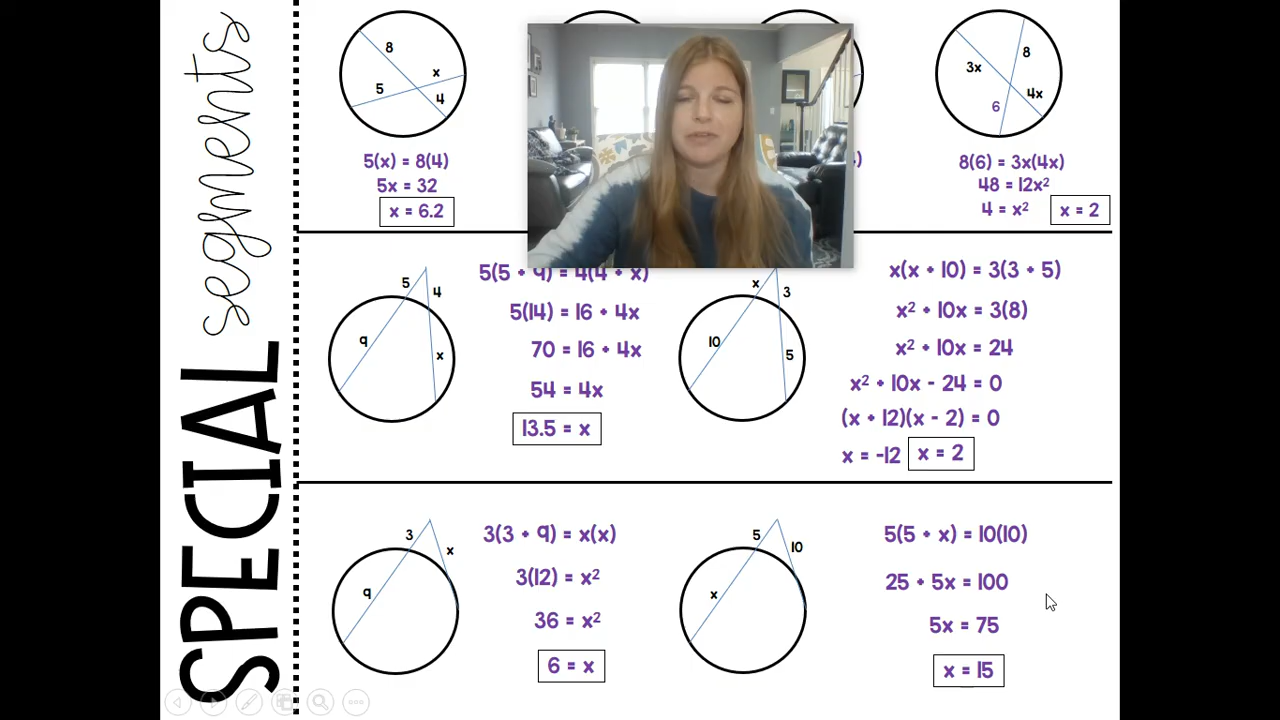 SPECIAL segments
8
x
5
4
5(x) = 8(4)
5x = 32
x = 6.2
8
3x
4x
6
8(6) = 3x(4x)
48 = 12x²
4 = x²
x = 2
5
4
9
x
5(5 + 9) = 4(4 + x)
5(14) = 16 + 4x
70 = 16 + 4x
54 = 4x
13.5 = x
x
3
10
5
x(x + 10) = 3(3 + 5)
x² + 10x = 3(8)
x² + 10x = 24
x² + 10x - 24 = 0
(x + 12)(x - 2) = 0
x = -12
x = 2
3
x
9
3(3 + 9) = x(x)
3(12) = x²
36 = x²
6 = x
5
10
x
5(5 + x) = 10(10)
25 + 5x = 100
5x = 75
x = 15